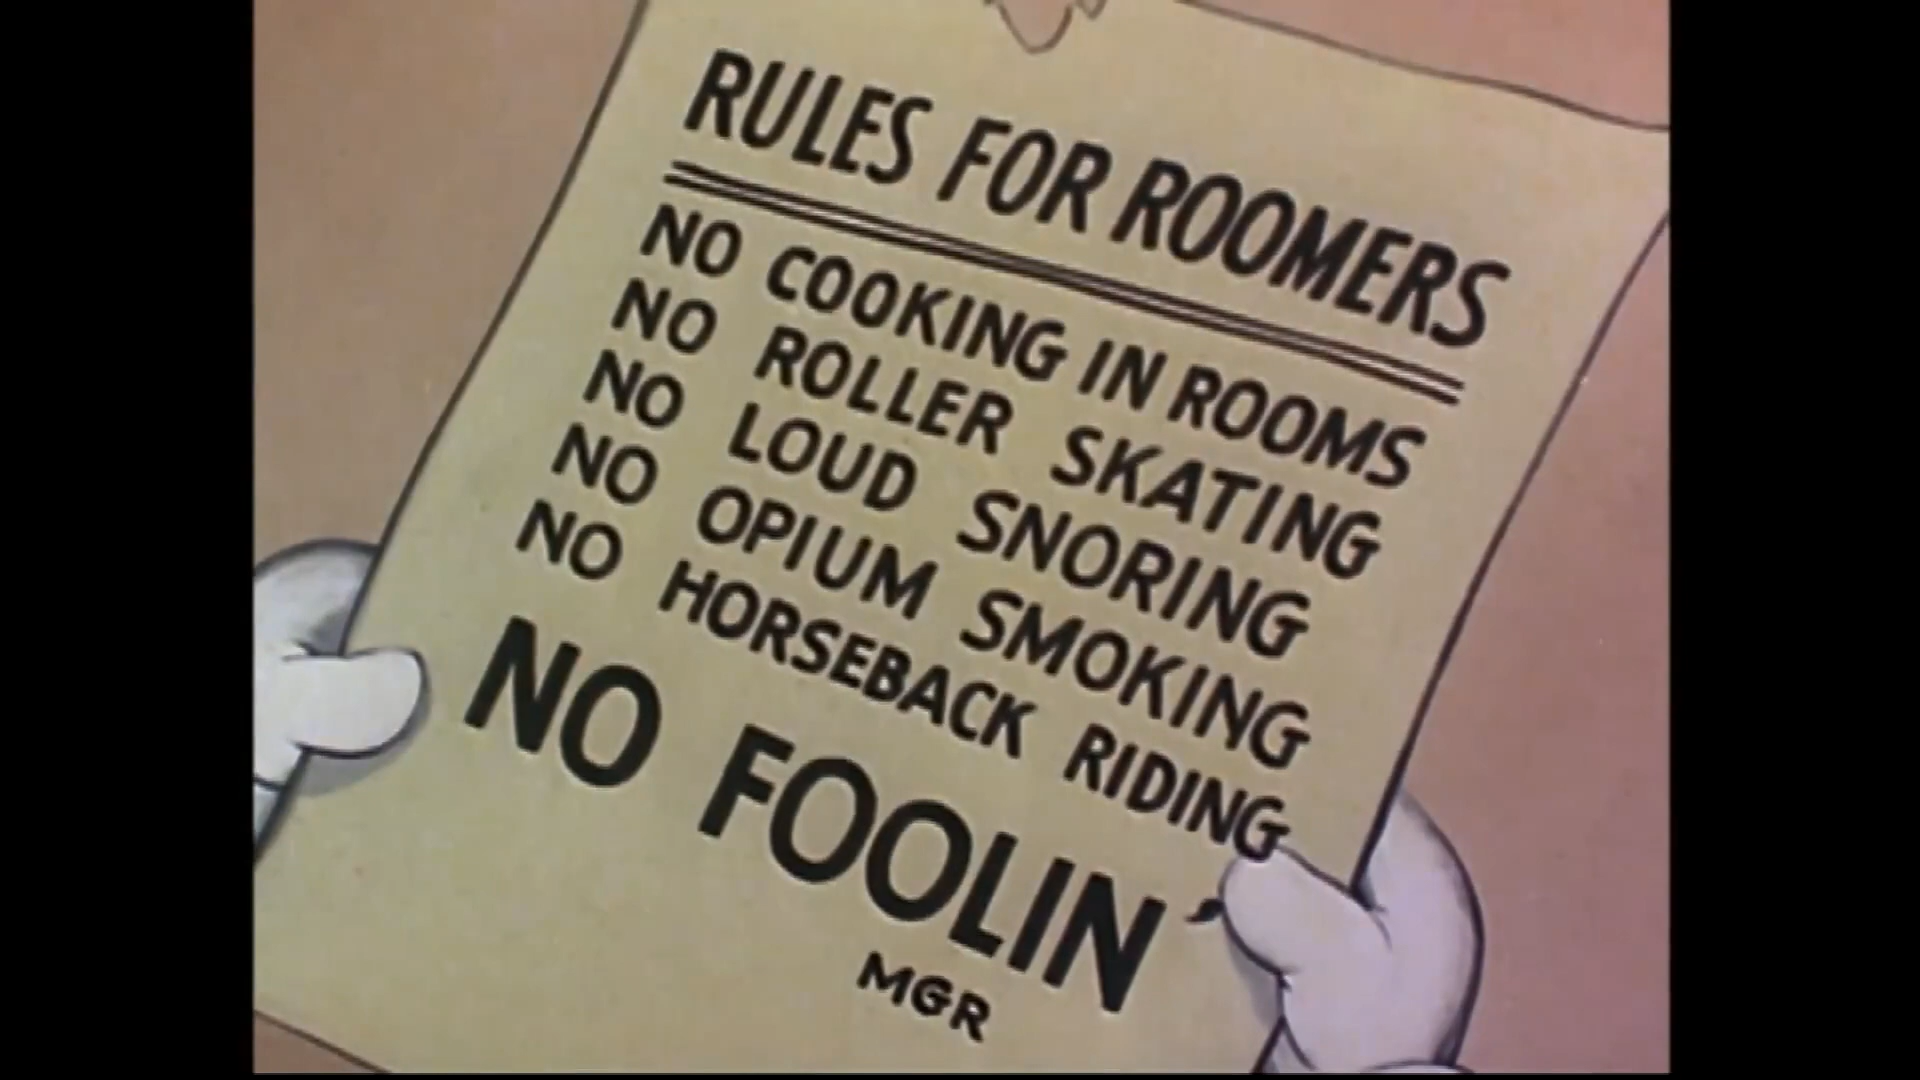 RULES FOR ROOMERS
NO COOKING IN ROOMS
NO ROLLER SKATING
NO LOUD SNORING
NO OPIUM SMOKING
NO HORSEBACK RIDING
NO FOOLIN'
MGR